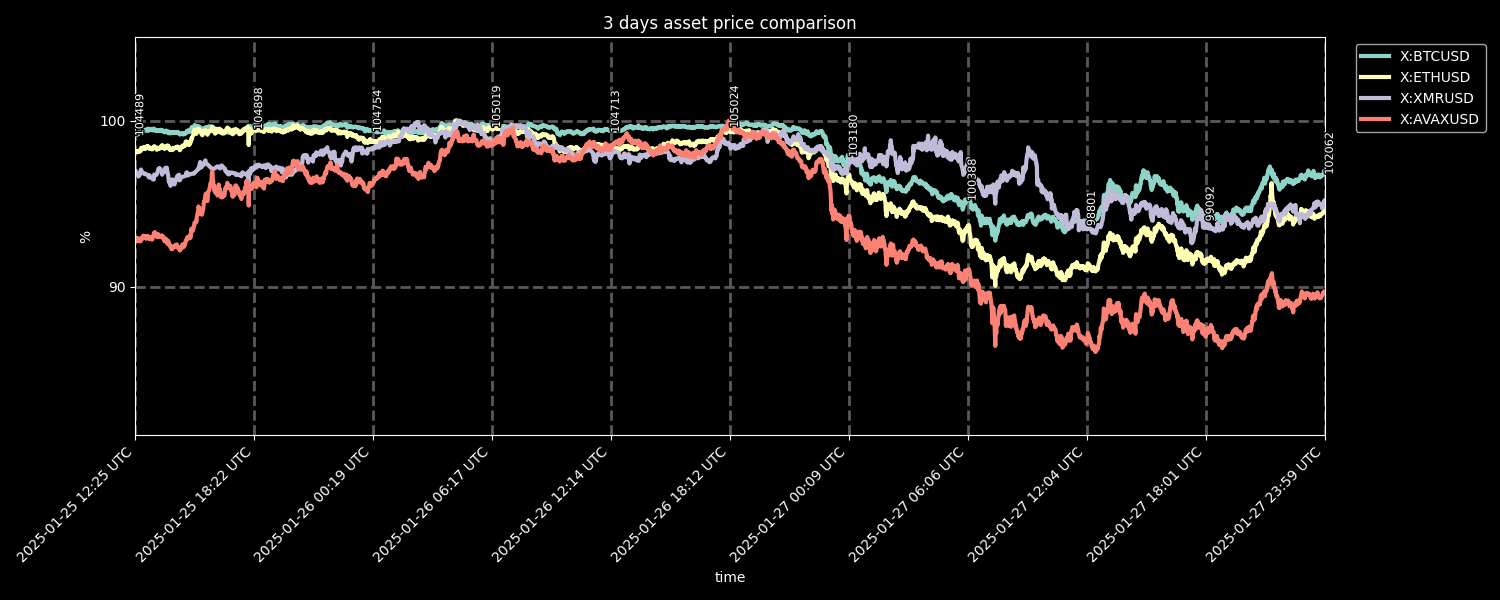 3 days asset price comparison
X:BTCUSD
X:ETHUSD
X:XMRUSD
X:AVAXUSD
%
100
90
104489
104898
104754
105019
104713
105024
103180
100388
98801
99092
102062
2025-01-25 12:25 UTC
2025-01-25 18:22 UTC
2025-01-26 00:19 UTC
2025-01-26 06:17 UTC
2025-01-26 12:14 UTC
2025-01-26 18:12 UTC
2025-01-27 00:09 UTC
2025-01-27 06:06 UTC
2025-01-27 12:04 UTC
2025-01-27 18:01 UTC
2025-01-27 23:59 UTC
time